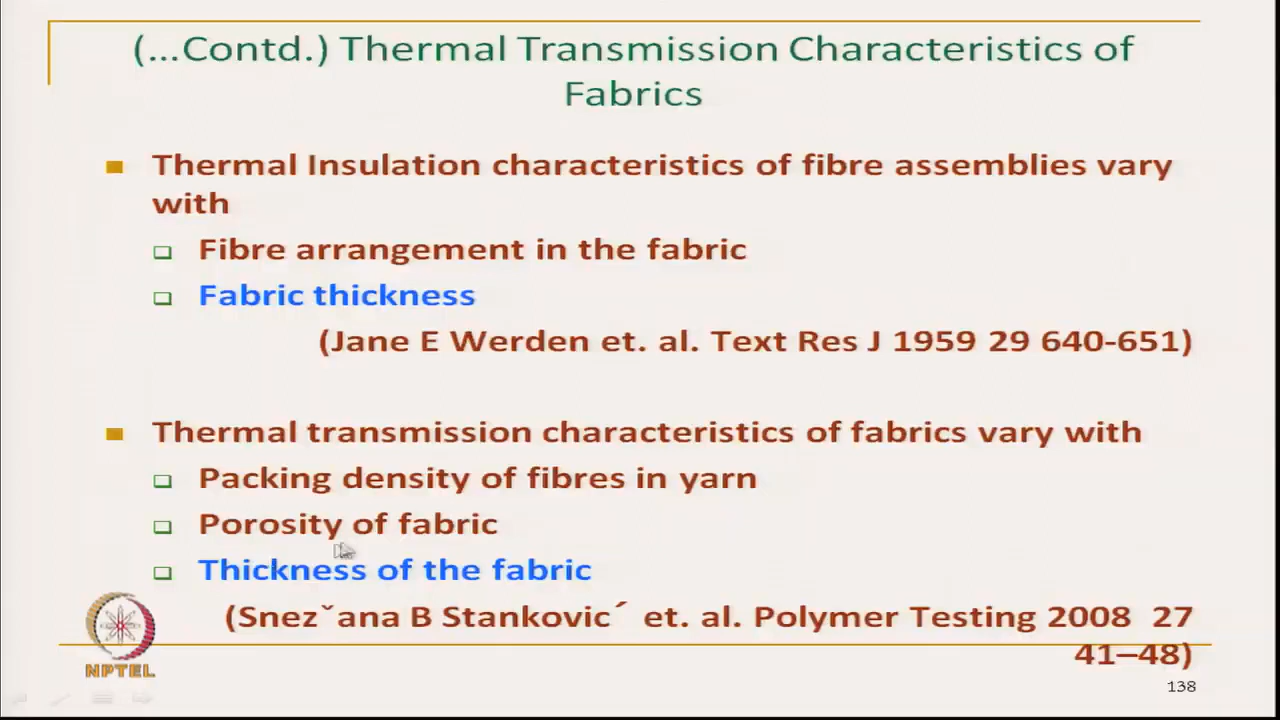 (...Contd.) Thermal Transmission Characteristics of
Fabrics
Thermal Insulation characteristics of fibre assemblies vary
with
Fibre arrangement in the fabric
Fabric thickness
(Jane E Werden et. al. Text Res J 1959 29 640-651)
Thermal transmission characteristics of fabrics vary with
Packing density of fibres in yarn
Porosity of fabric
Thickness of the fabric
(Snezˇana B Stankovic´ et. al. Polymer Testing 2008 27
41–48)
NPTEL
138